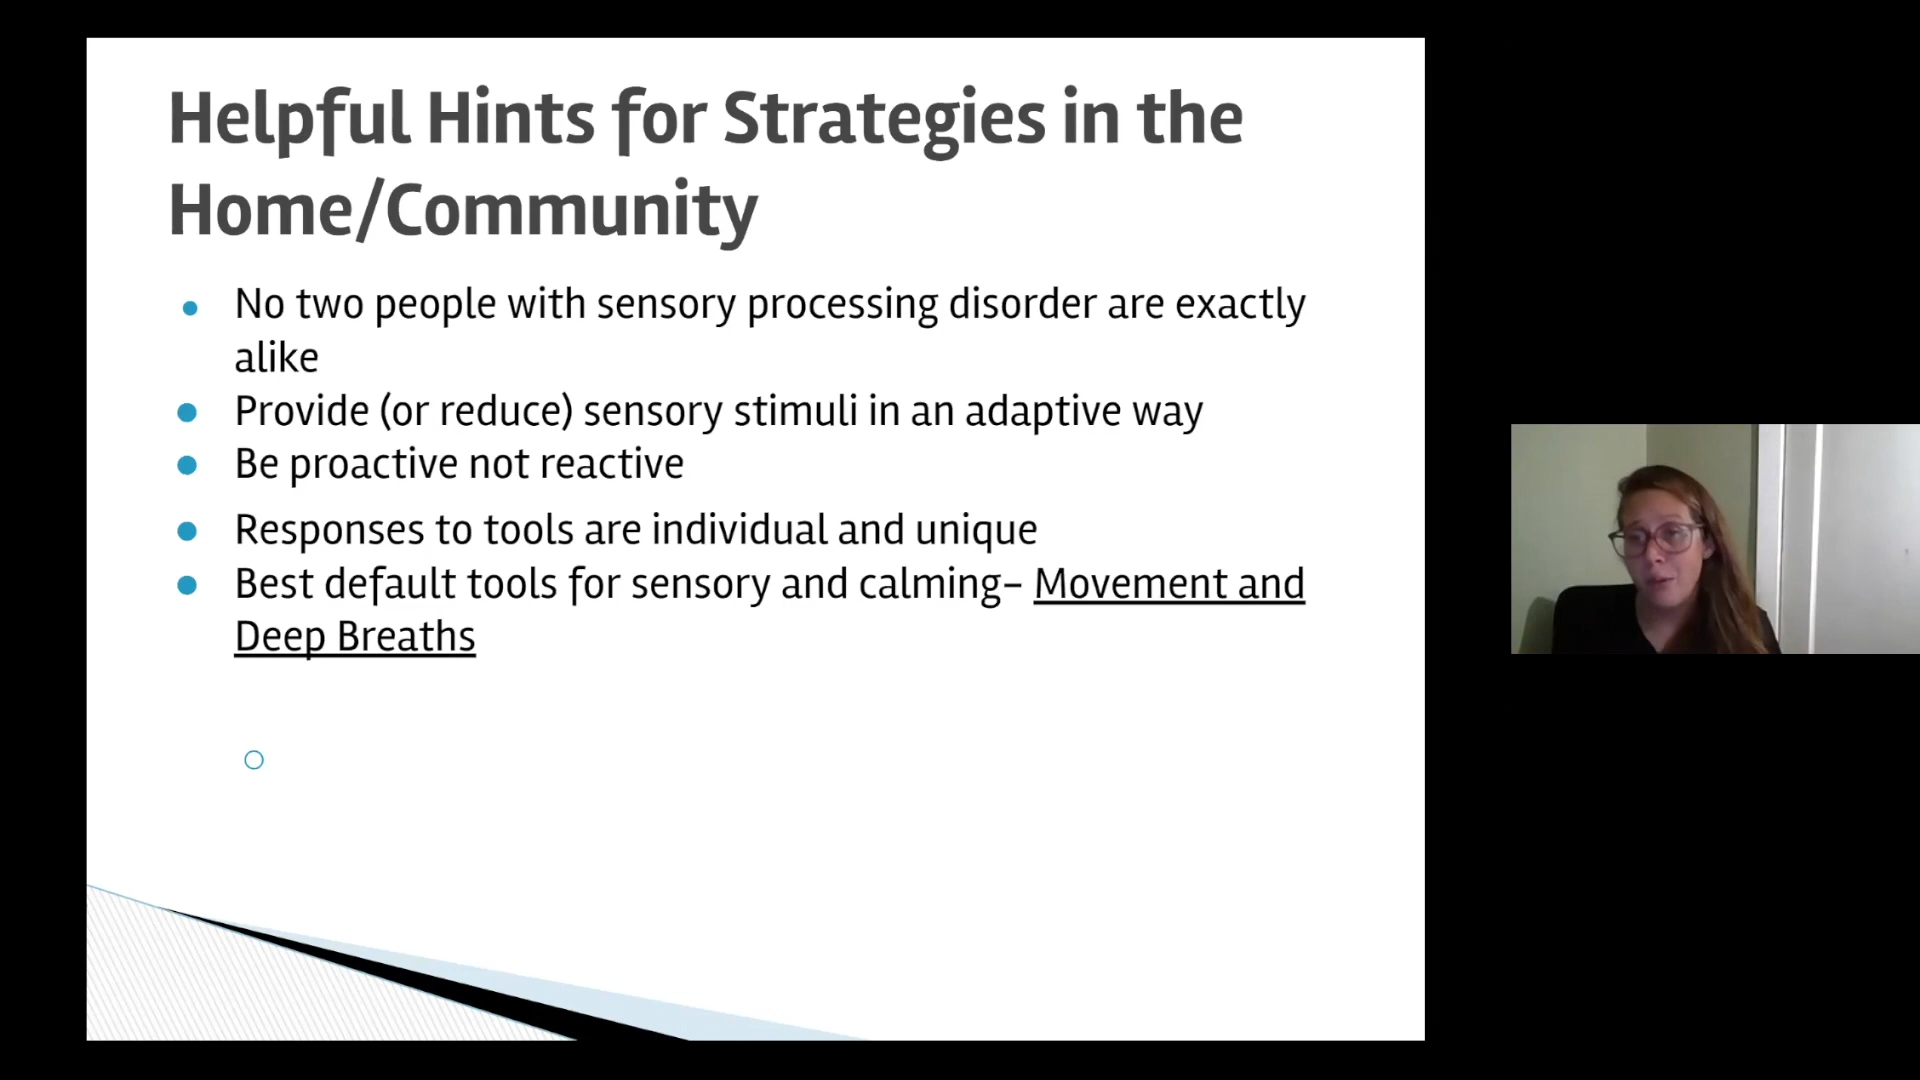 Helpful Hints for Strategies in the
Home/Community
No two people with sensory processing disorder are exactly
alike
Provide (or reduce) sensory stimuli in an adaptive way
Be proactive not reactive
Responses to tools are individual and unique
Best default tools for sensory and calming– Movement and
Deep Breaths